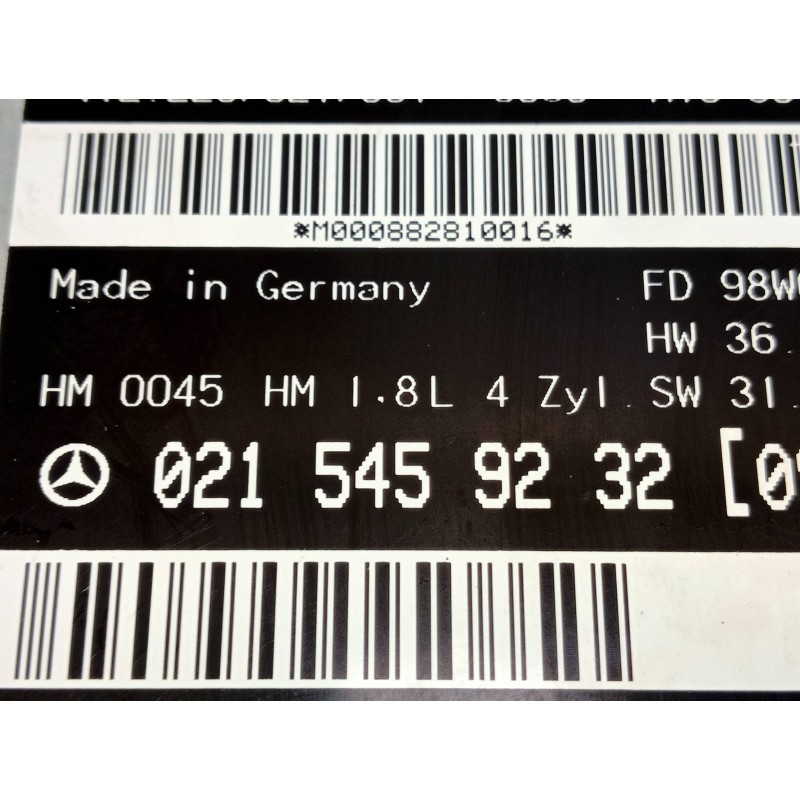 *M000882810016*
Made in Germany FD 98W
HW 36.
HM 0045 HM 1.8L 4 Zyl. SW 31.
021 545 92 32 [0